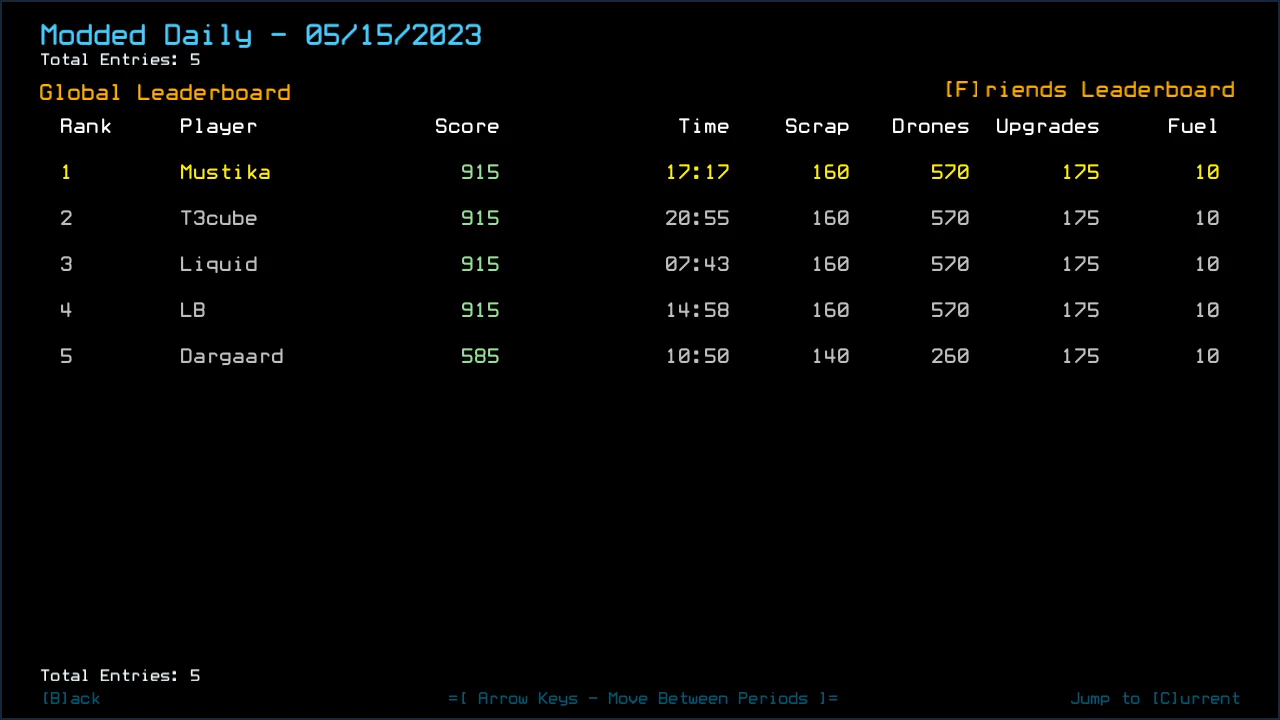 Modded Daily - 05/15/2023
Total Entries: 5
Global Leaderboard [F]riends Leaderboard
Rank Player Score Time Scrap Drones Upgrades Fuel
1 Mustika 915 17:17 160 570 175 10
2 T3cube 915 20:55 160 570 175 10
3 Liquid 915 07:43 160 570 175 10
4 LB 915 14:58 160 570 175 10
5 Dargaard 585 10:50 140 260 175 10
Total Entries: 5
[B]ack =[ Arrow Keys - Move Between Periods ]= Jump to [C]urrent